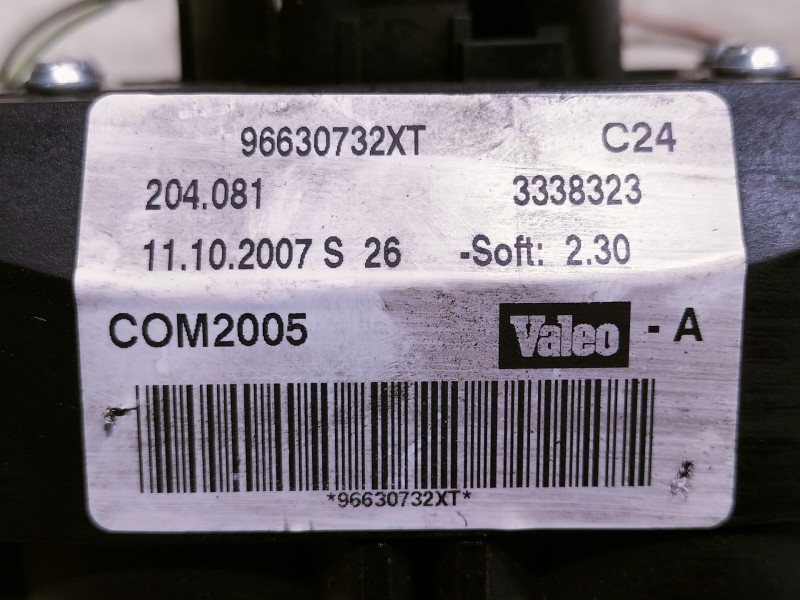 96630732XT C24
204.081 3338323
11.10.2007 S 26 -Soft: 2.30
COM2005 Valeo - A
*96630732XT*